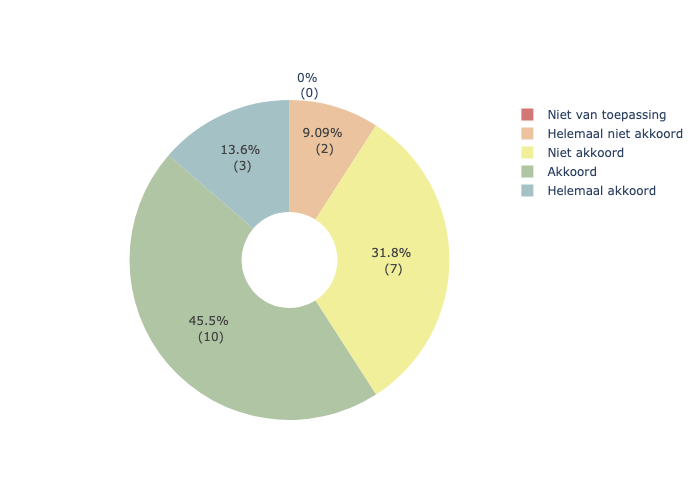 0%
(0)
9.09%
(2)
13.6%
(3)
31.8%
(7)
45.5%
(10)
Niet van toepassing
Helemaal niet akkoord
Niet akkoord
Akkoord
Helemaal akkoord